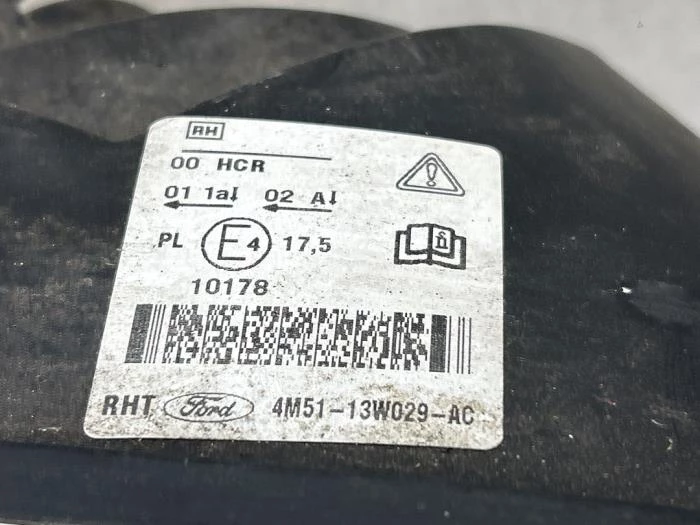 RH
00 HCR
01 1a↓ 02 A↓
PL E4 17,5
10178
RHT Ford 4M51-13W029-AC